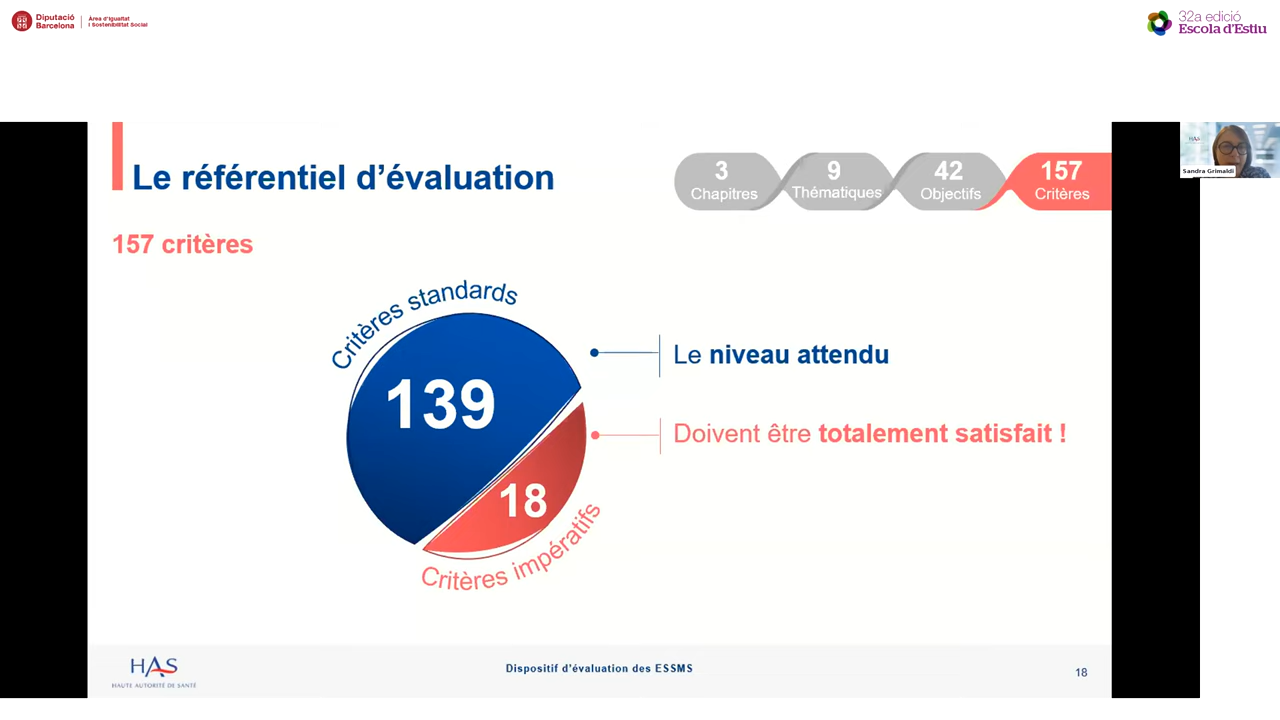 Diputació
Barcelona
Àrea d'Igualtat
i Sostenibilitat Social
32a edició
Escola d'Estiu
Le référentiel d'évaluation
3
Chapitres
9
Thématiques
42
Objectifs
157
Critères
HAS
Sandra Grimaldi
157 critères
Critères standards
139
Le niveau attendu
Doivent être totalement satisfait !
18
Critères impératifs
HAS
HAUTE AUTORITÉ DE SANTÉ
Dispositif d'évaluation des ESSMS
18